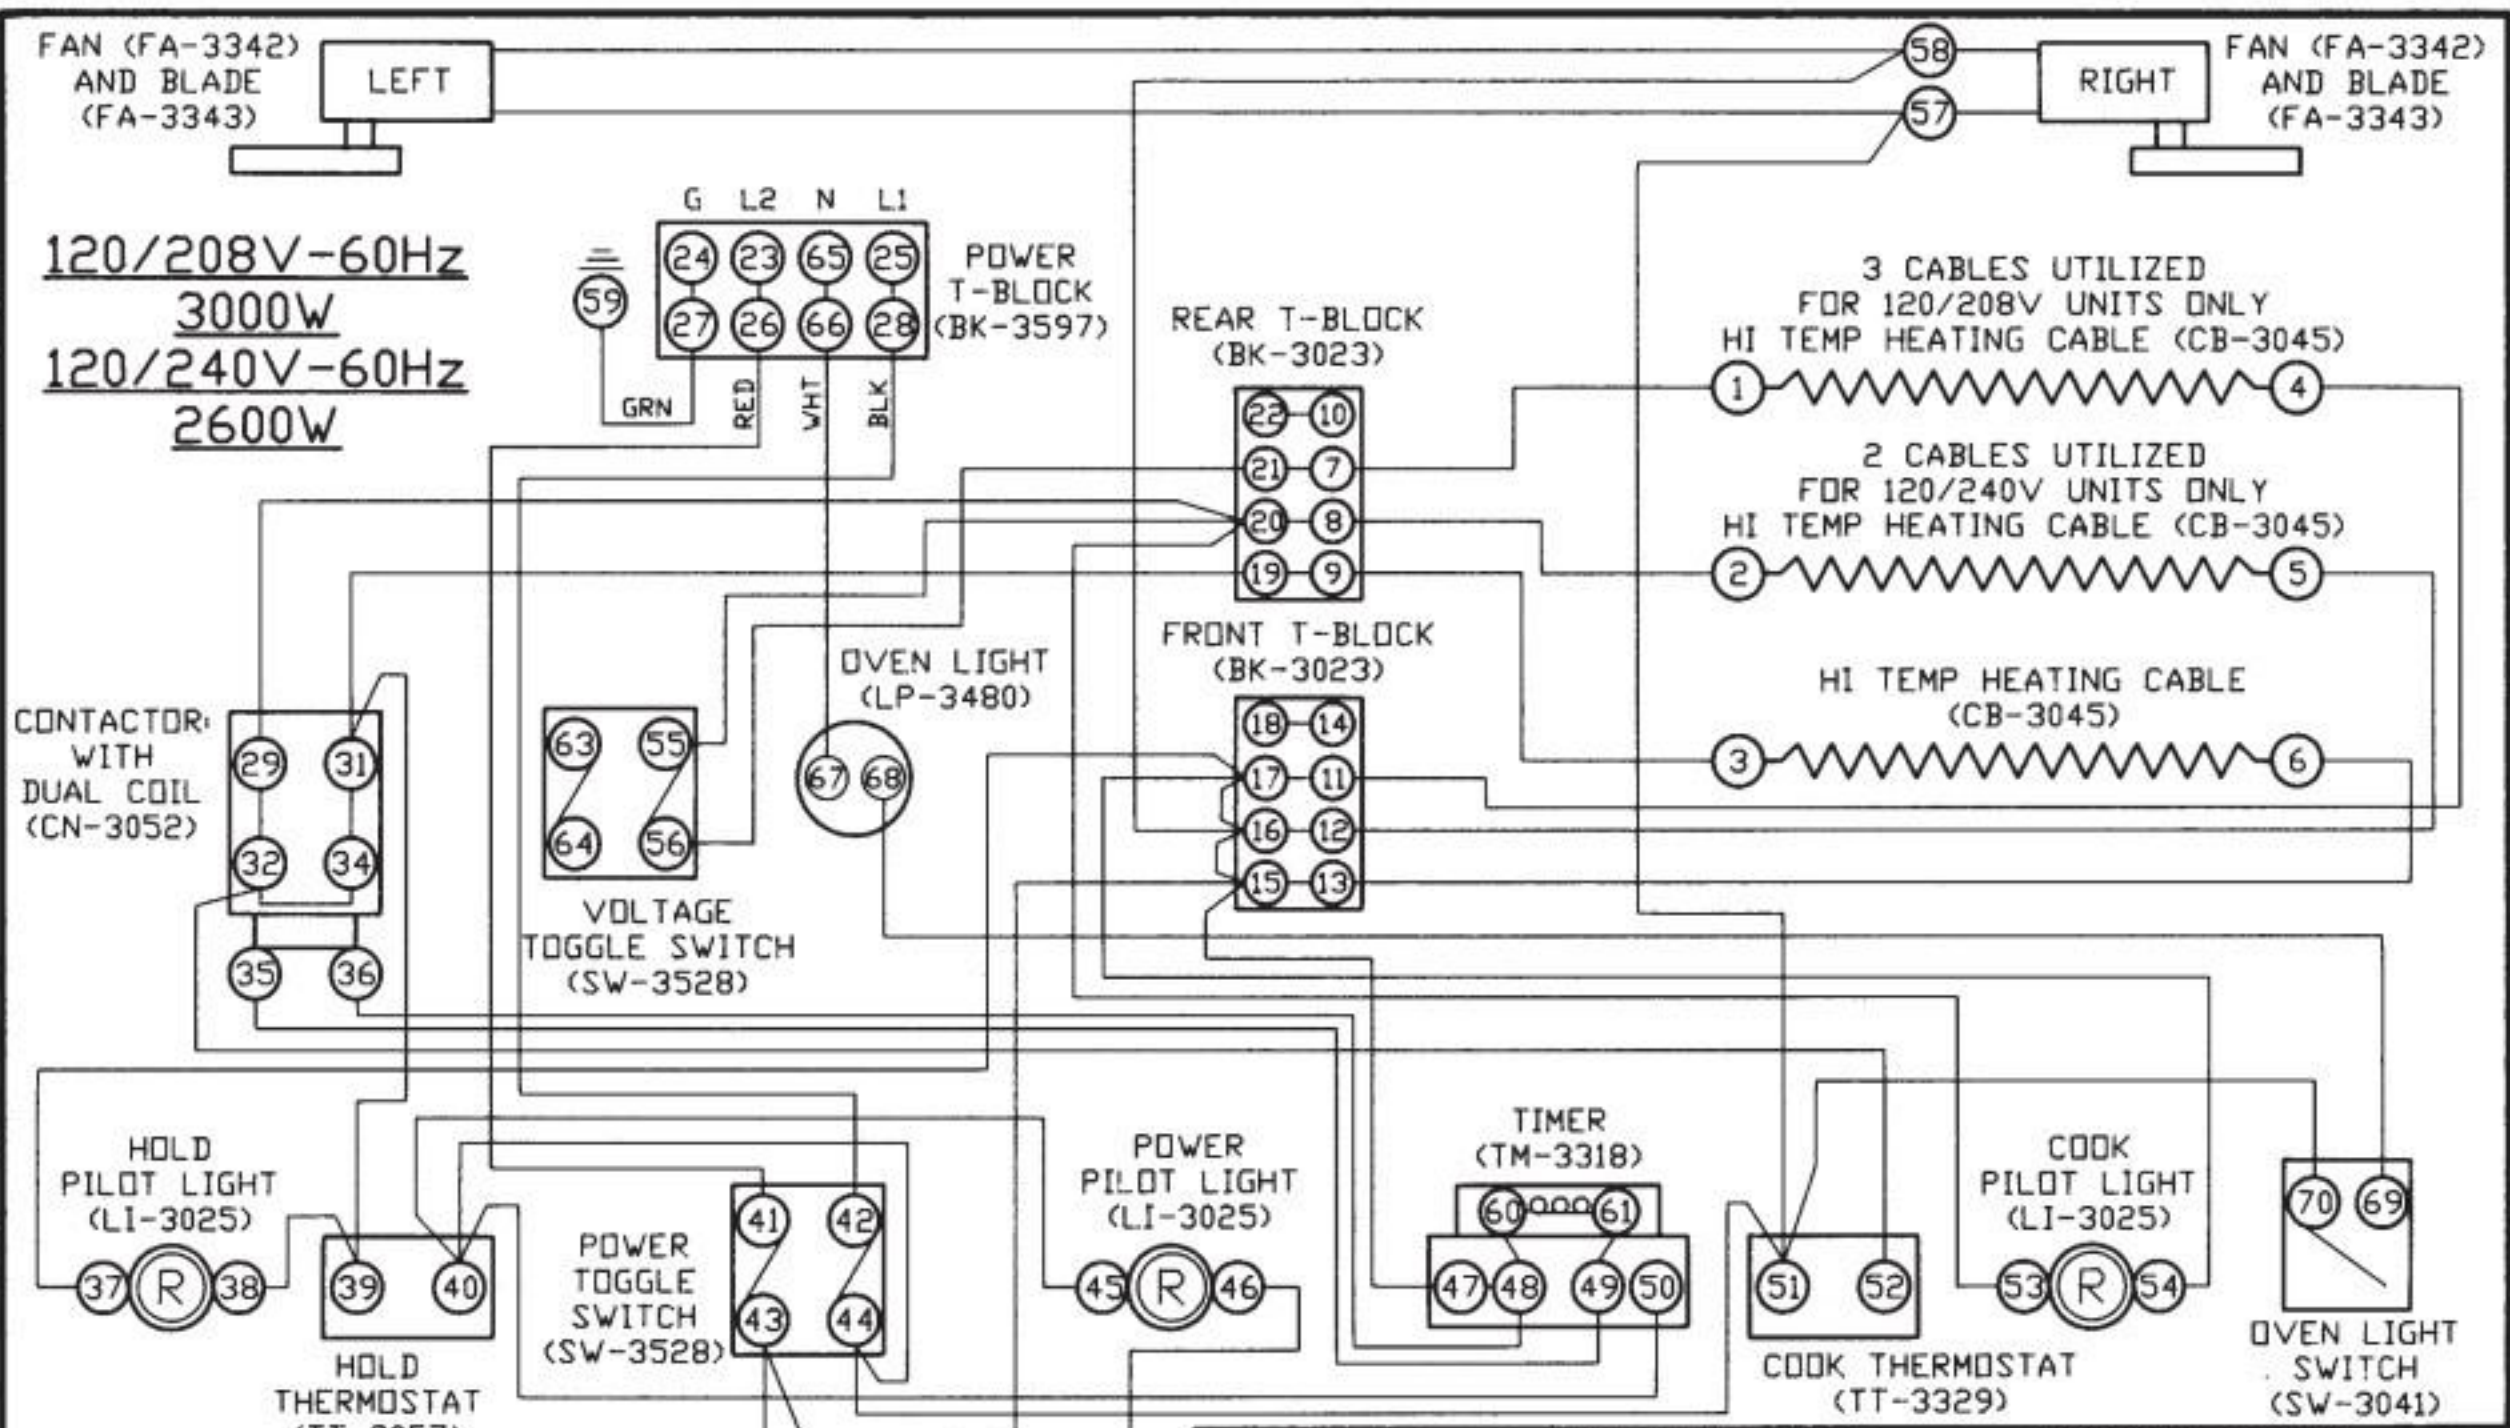 FAN (FA-3342)
AND BLADE
(FA-3343)
LEFT
58
57
RIGHT
FAN (FA-3342)
AND BLADE
(FA-3343)
120/208V-60Hz
3000W
120/240V-60Hz
2600W
G L2 N L1
24 23 65 25
59
27 26 66 28
POWER
T-BLOCK
(BK-3597)
GRN
RED
WHT
BLK
REAR T-BLOCK
(BK-3023)
22 10
21 7
20 8
19 9
3 CABLES UTILIZED
FOR 120/208V UNITS ONLY
HI TEMP HEATING CABLE (CB-3045)
1 4
2 CABLES UTILIZED
FOR 120/240V UNITS ONLY
HI TEMP HEATING CABLE (CB-3045)
2 5
HI TEMP HEATING CABLE
(CB-3045)
3 6
FRONT T-BLOCK
(BK-3023)
18 14
17 11
16 12
15 13
CONTACTOR
WITH
DUAL COIL
(CN-3052)
29 31
32 34
35 36
63 55
64 56
VOLTAGE
TOGGLE SWITCH
(SW-3528)
OVEN LIGHT
(LP-3480)
67 68
HOLD
PILOT LIGHT
(LI-3025)
37 R 38
39 40
HOLD
THERMOSTAT
POWER
TOGGLE
SWITCH
(SW-3528)
41 42
43 44
POWER
PILOT LIGHT
(LI-3025)
45 R 46
TIMER
(TM-3318)
60 61
47 48 49 50
51 52
COOK THERMOSTAT
(TT-3329)
COOK
PILOT LIGHT
(LI-3025)
53 R 54
70 69
OVEN LIGHT
SWITCH
(SW-3041)